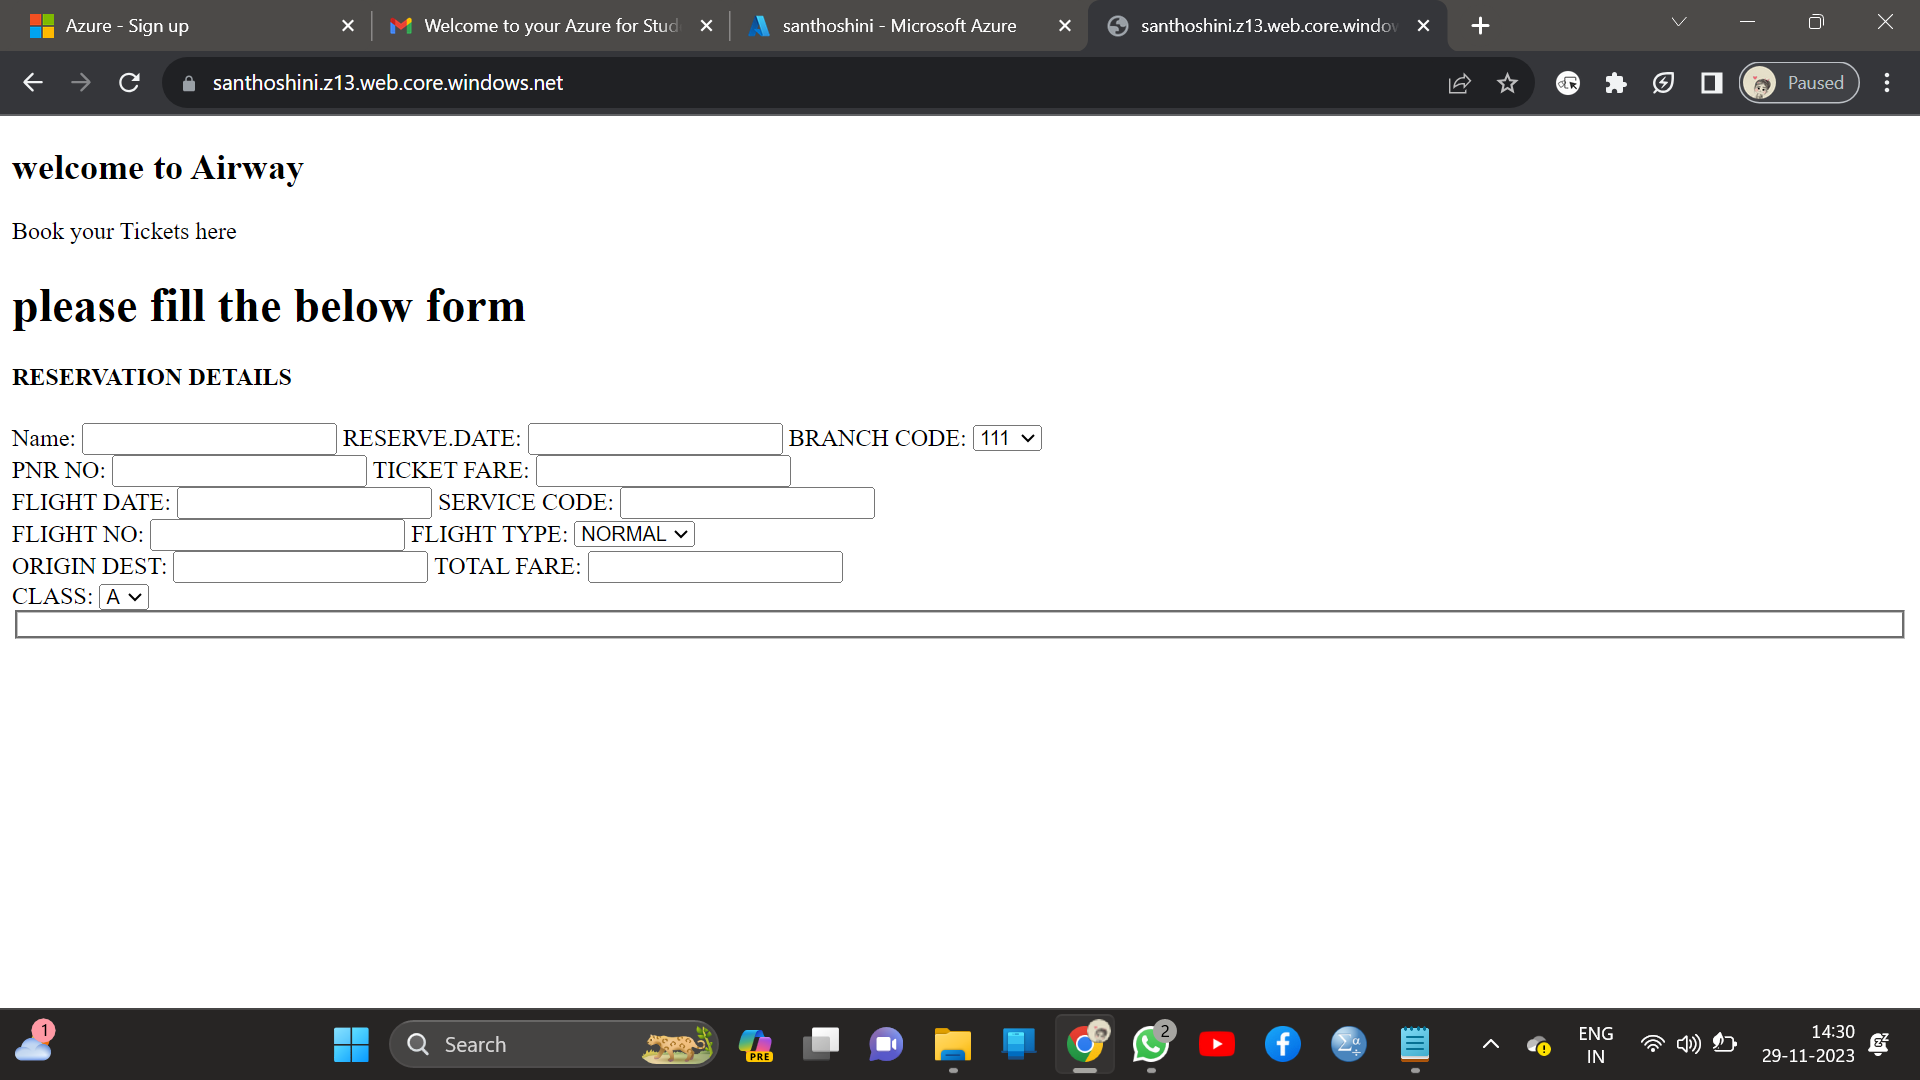 Azure - Sign up
Welcome to your Azure for Stud
santhoshini - Microsoft Azure
santhoshini.z13.web.core.windov
santhoshini.z13.web.core.windows.net
Paused
welcome to Airway
Book your Tickets here
please fill the below form
RESERVATION DETAILS
Name: RESERVE.DATE: BRANCH CODE: 111
PNR NO: TICKET FARE:
FLIGHT DATE: SERVICE CODE:
FLIGHT NO: FLIGHT TYPE: NORMAL
ORIGIN DEST: TOTAL FARE:
CLASS: A
1
Search
PRE
2
ENG
IN
14:30
29-11-2023